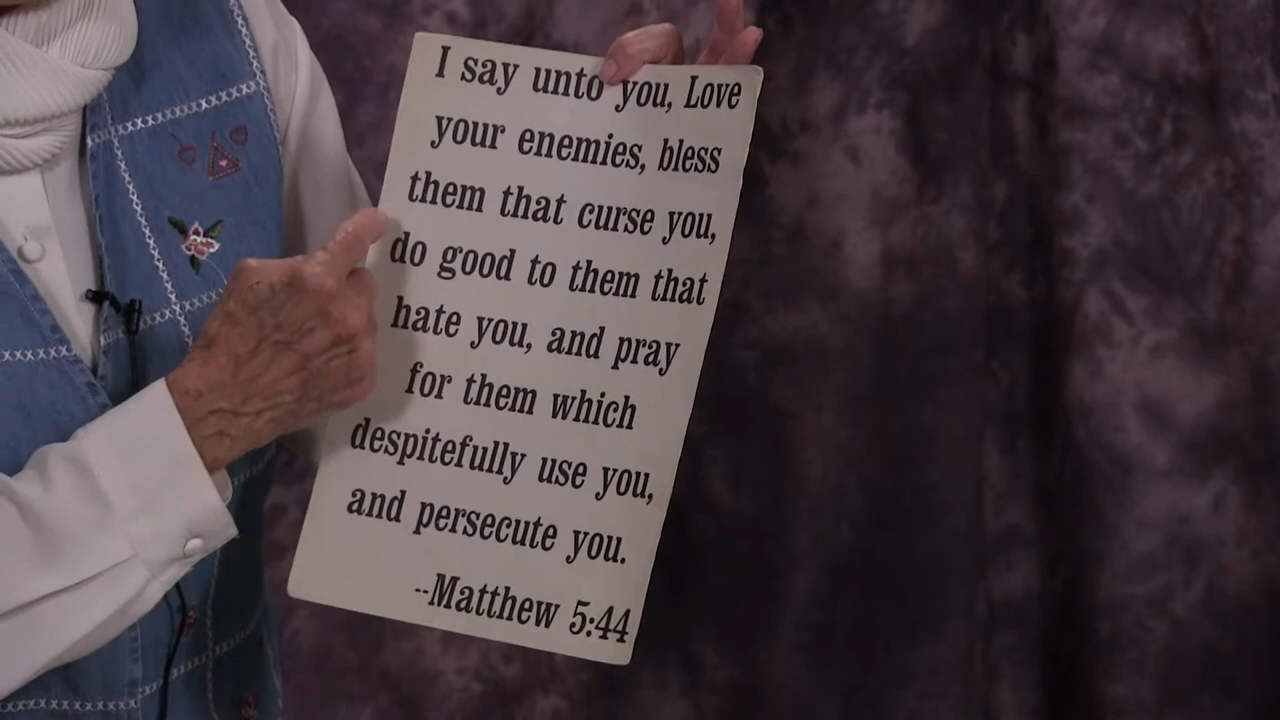 I say unto you, Love
your enemies, bless
them that curse you,
do good to them that
hate you, and pray
for them which
despitefully use you,
and persecute you.
--Matthew 5:44